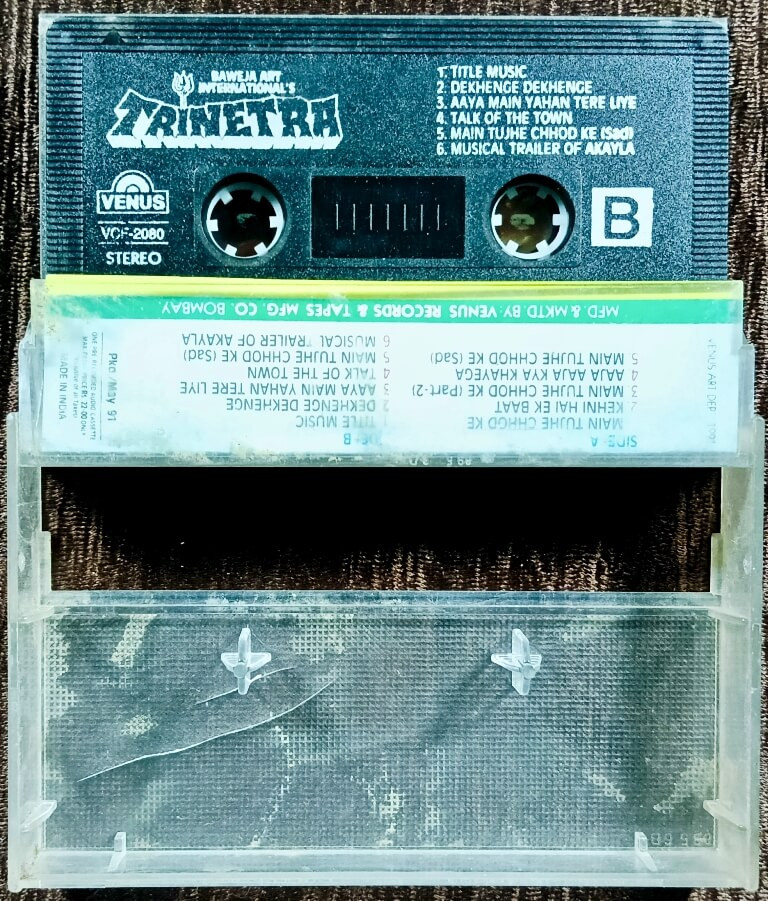 BAWEJA ART
INTERNATIONAL'S
TRINETRA
1. TITLE MUSIC
2. DEKHENGE DEKHENGE
3. AAYA MAIN YAHAN TERE LIYE
4. TALK OF THE TOWN
5. MAIN TUJHE CHHOD KE (Sad)
6. MUSICAL TRAILER OF AKAYLA
VENUS
VCF-2080
STEREO
B
MFD. & MKTD. BY: VENUS RECORDS & TAPES MFG. CO. BOMBAY.
SIDE-A
MAIN TUJHE CHHOD KE
2 KEHNI HAI EK BAAT
3 MAIN TUJHE CHHOD KE (Part-2)
4 AAJA AAJA KYA KHAYEGA
5 MAIN TUJHE CHHOD KE (Sad)
B
1 TITLE MUSIC
2 DEKHENGE DEKHENGE
3 AAYA MAIN YAHAN TERE LIYE
4 TALK OF THE TOWN
5 MAIN TUJHE CHHOD KE (Sad)
6 MUSICAL TRAILER OF AKAYLA
91
MADE IN INDIA